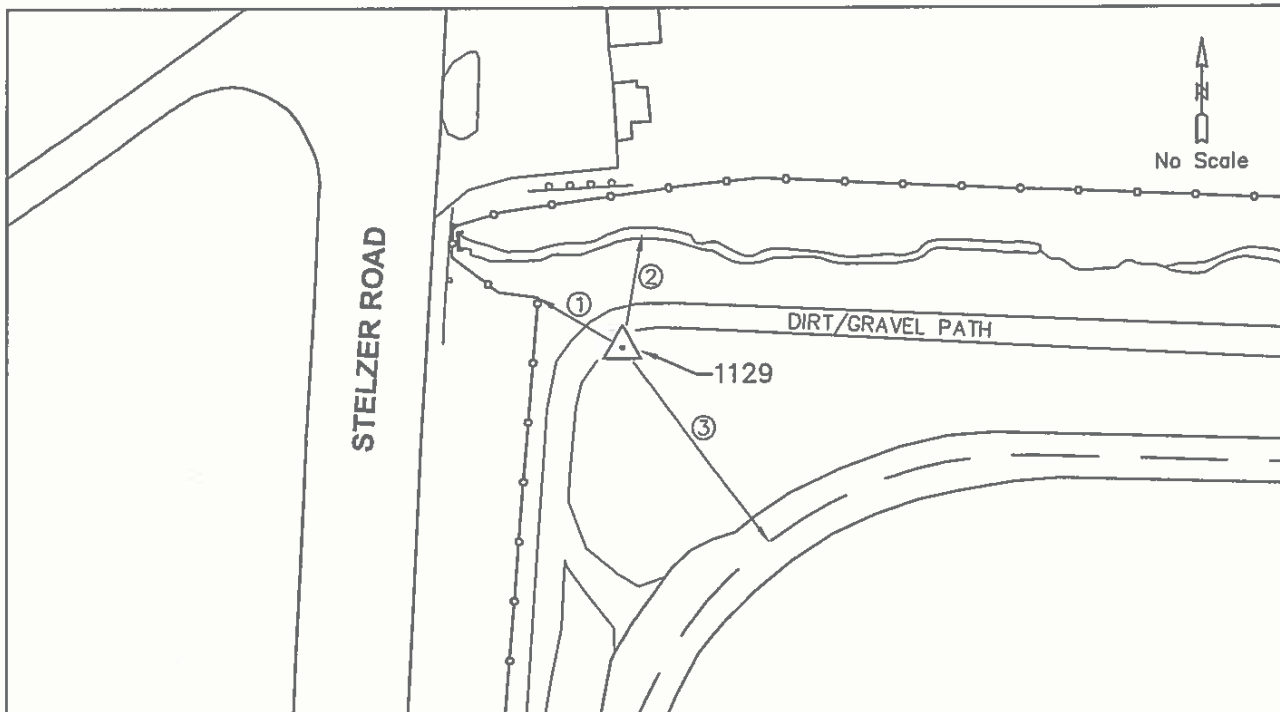 N
No Scale
STELZER ROAD
②
①
DIRT/GRAVEL PATH
1129
③